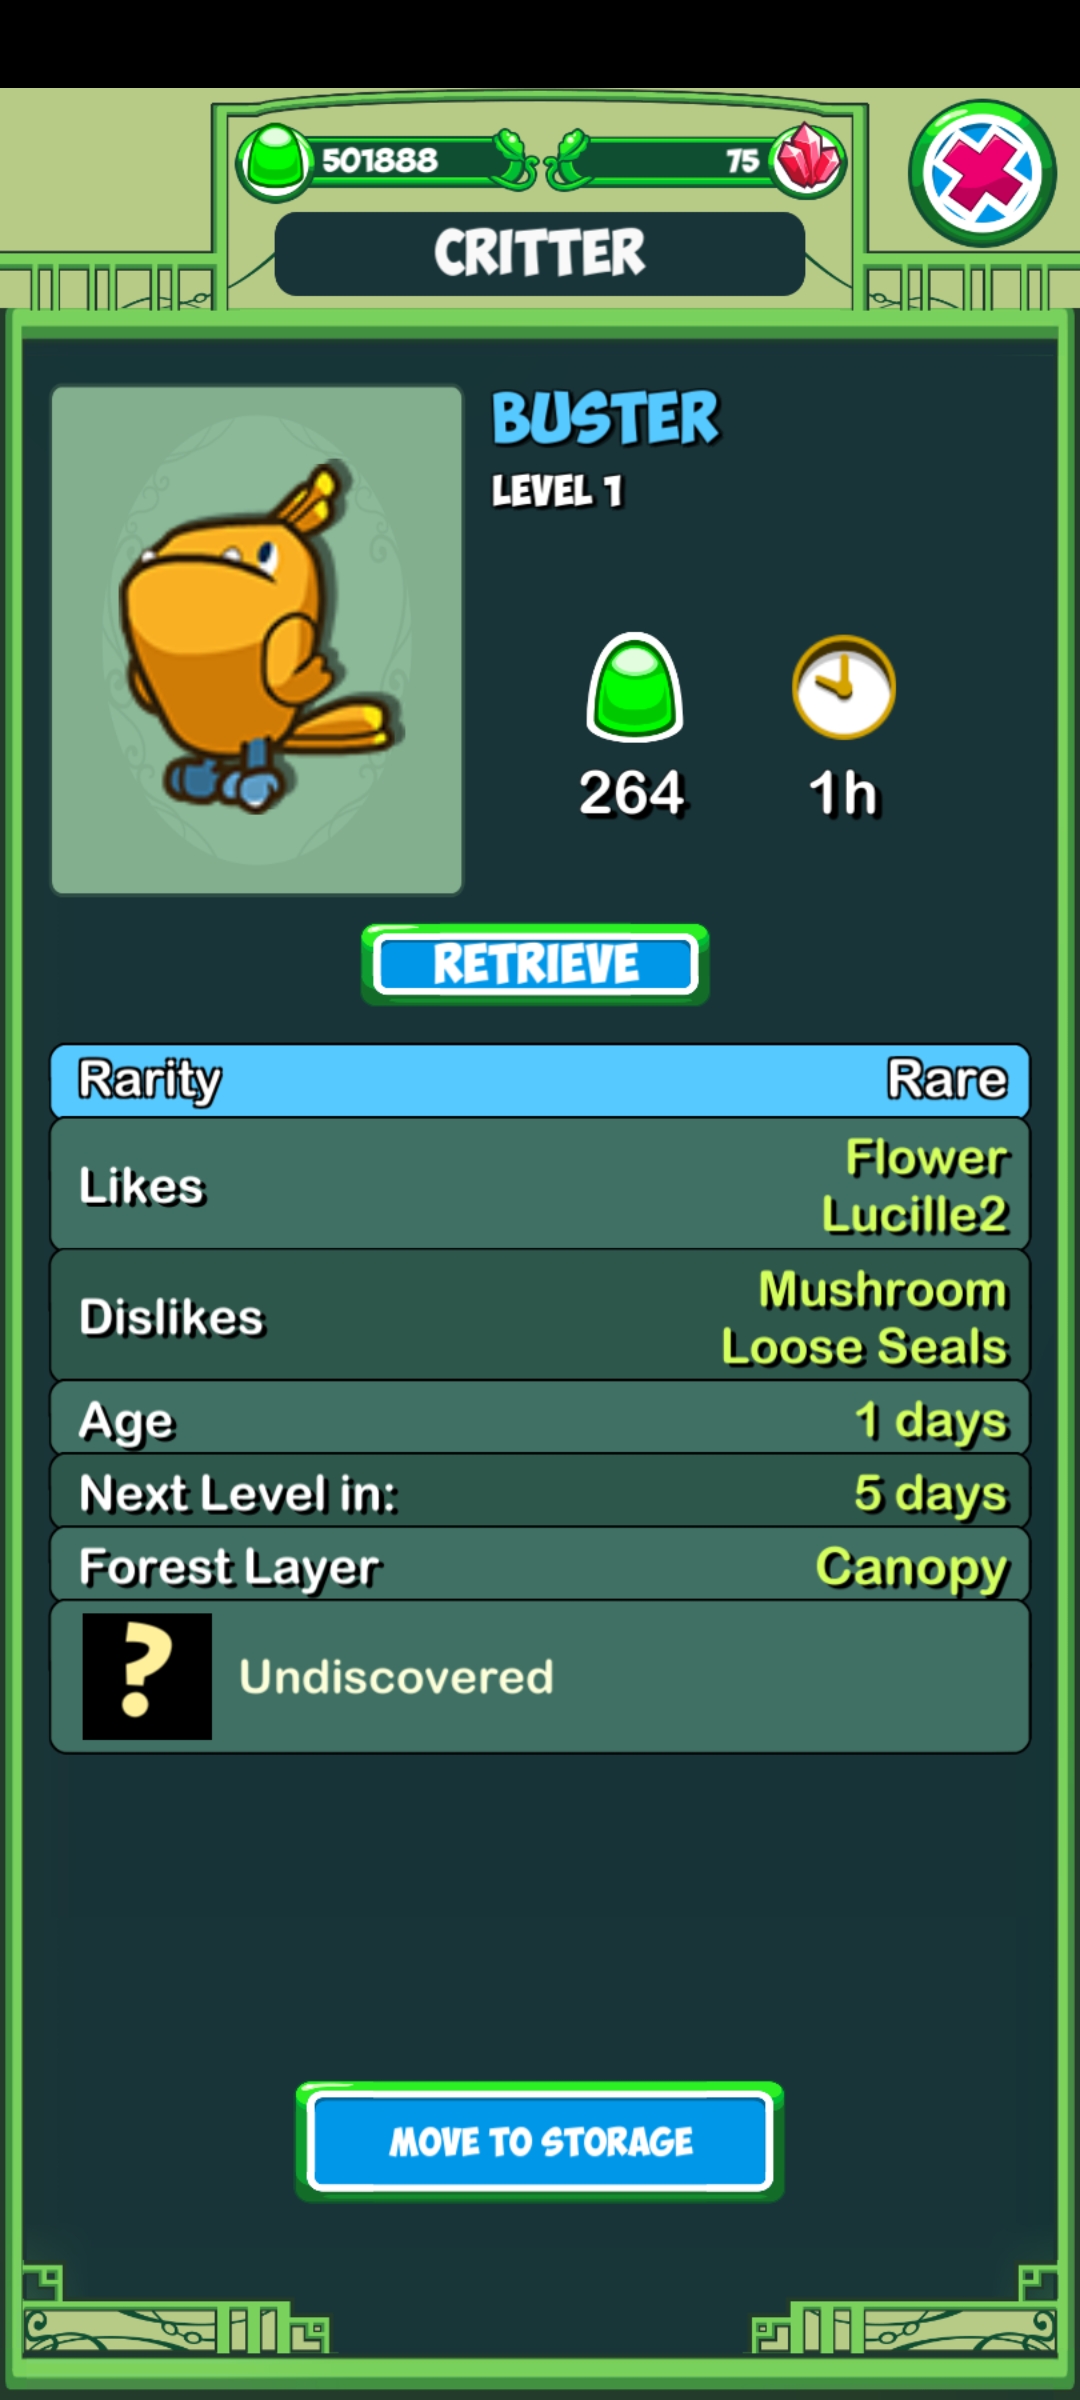 501888
75
CRITTER
BUSTER
LEVEL 1
264
1h
RETRIEVE
Rarity Rare
Likes Flower
Lucille2
Dislikes Mushroom
Loose Seals
Age 1 days
Next Level in: 5 days
Forest Layer Canopy
? Undiscovered
MOVE TO STORAGE